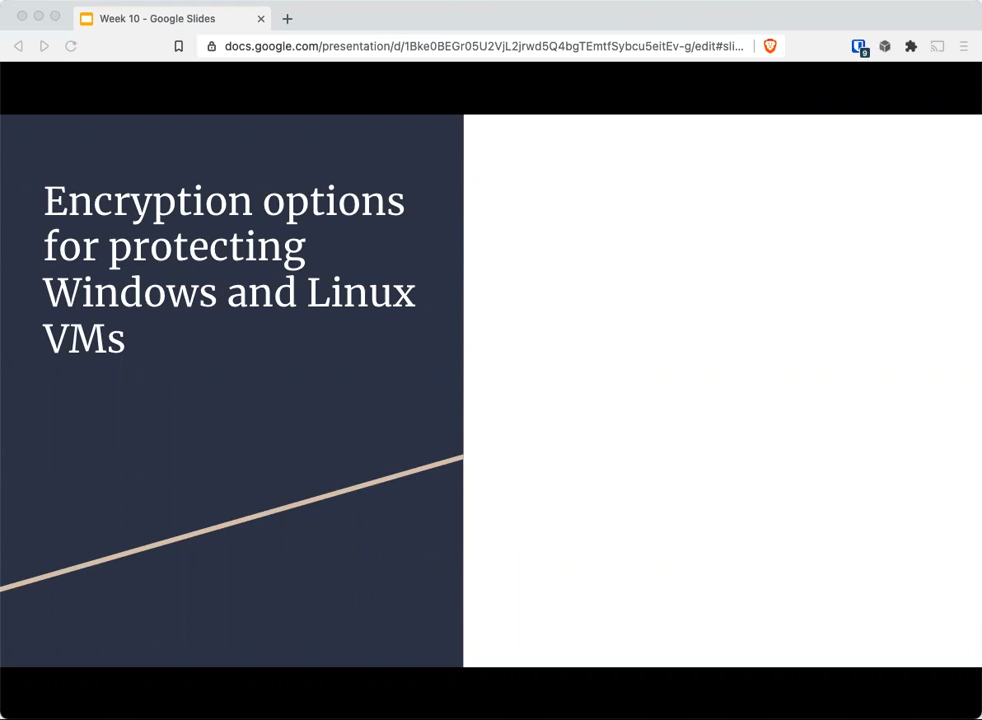 Week 10 - Google Slides
docs.google.com/presentation/d/1Bke0BEGr05U2VjL2jrwd5Q4bgTEmtfSybcu5eitEv-g/edit#sli...
9
Encryption options
for protecting
Windows and Linux
VMs